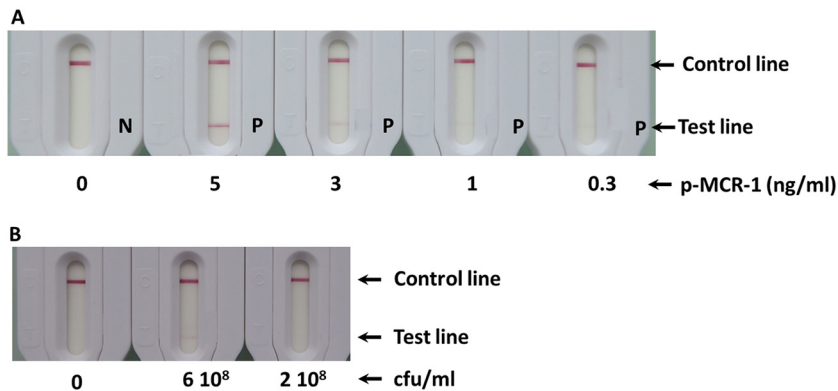 A
Control line
N P P P P Test line
0 5 3 1 0.3 p-MCR-1 (ng/ml)
B
Control line
Test line
0 6 10⁸ 2 10⁸ cfu/ml